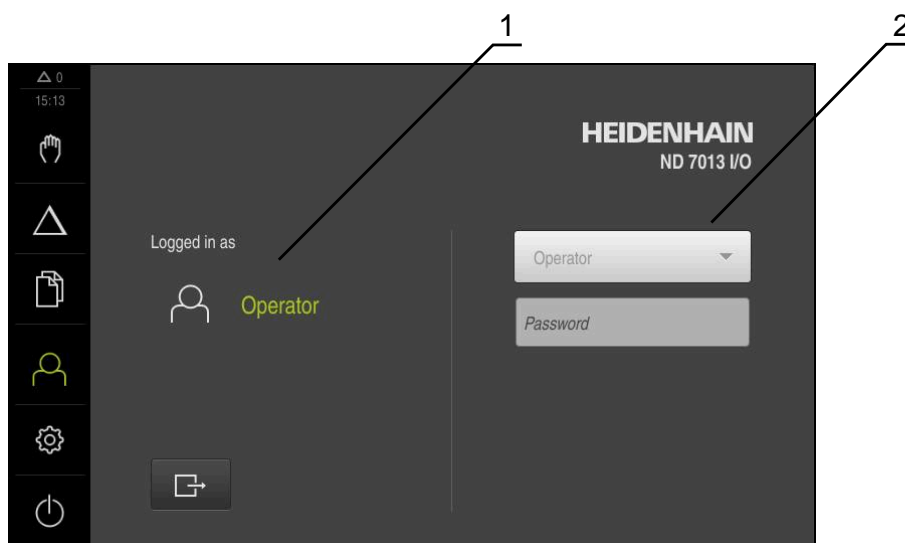 1
2
0
15:13
HEIDENHAIN
ND 7013 I/O
Logged in as
Operator
Operator
Password